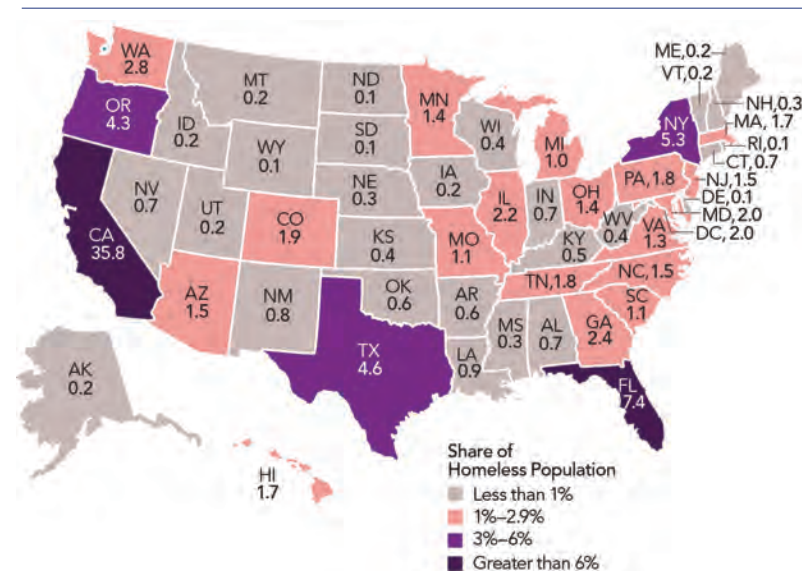 WA
2.8
OR
4.3
CA
35.8
ID
0.2
NV
0.7
MT
0.2
WY
0.1
UT
0.2
AZ
1.5
CO
1.9
NM
0.8
ND
0.1
SD
0.1
NE
0.3
KS
0.4
OK
0.6
TX
4.6
MN
1.4
IA
0.2
MO
1.1
AR
0.6
LA
0.9
WI
0.4
IL
2.2
MI
1.0
IN
0.7
OH
1.4
KY
0.5
TN,1.8
MS
0.3
AL
0.7
GA
2.4
FL
7.4
SC
1.1
NC, 1.5
VA
1.3
WV
0.4
PA, 1.8
NY
5.3
ME, 0.2
VT, 0.2
NH, 0.3
MA, 1.7
RI, 0.1
CT, 0.7
NJ, 1.5
DE, 0.1
MD, 2.0
DC, 2.0
AK
0.2
HI
1.7
Share of
Homeless Population
Less than 1%
1%–2.9%
3%–6%
Greater than 6%